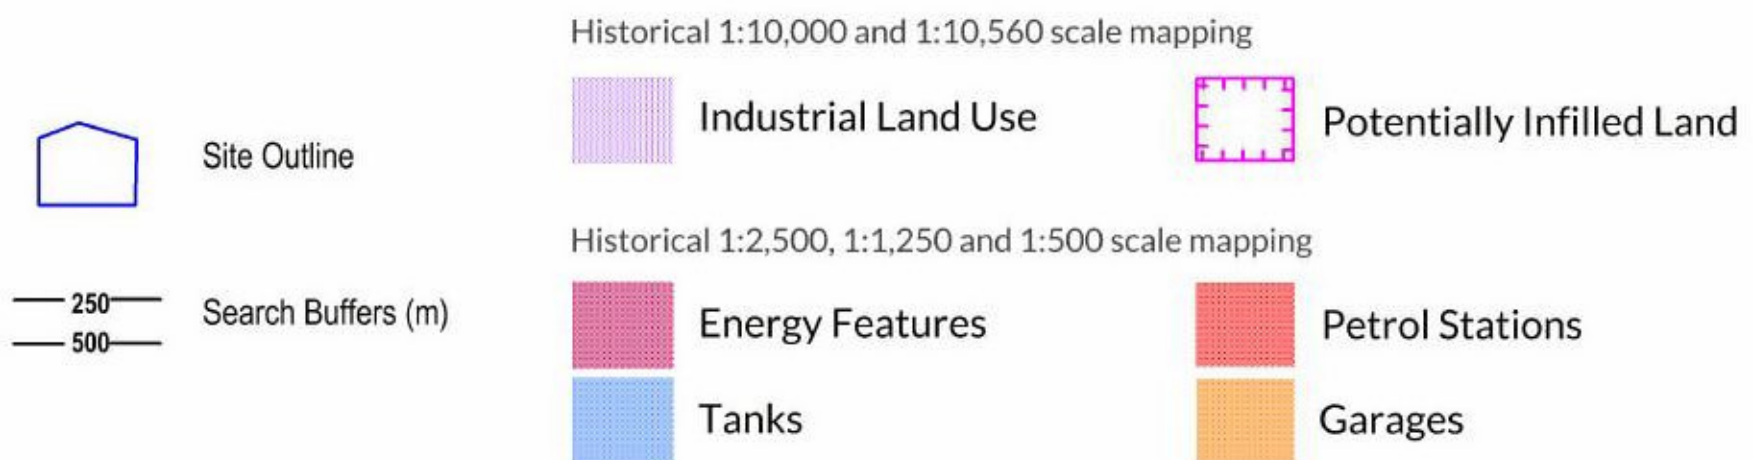 Historical 1:10,000 and 1:10,560 scale mapping
Industrial Land Use
Potentially Infilled Land
Site Outline
Historical 1:2,500, 1:1,250 and 1:500 scale mapping
250
500
Search Buffers (m)
Energy Features
Petrol Stations
Tanks
Garages